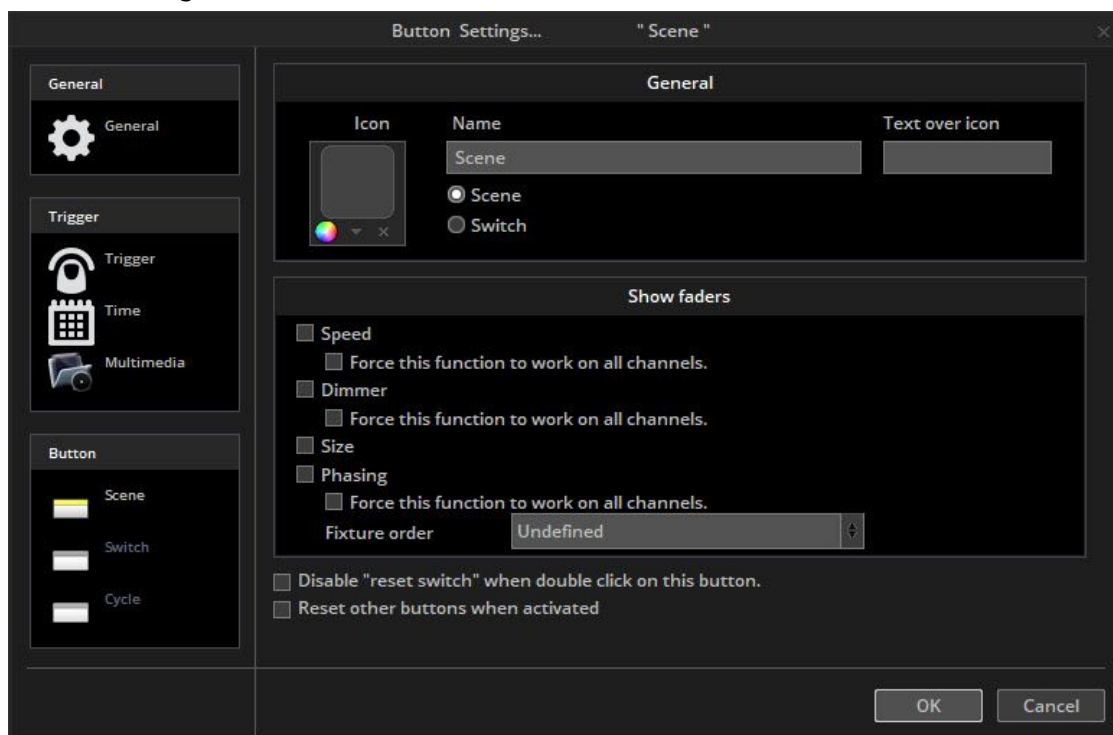 Button Settings... " Scene "
General
General
Trigger
Trigger
Time
Multimedia
Button
Scene
Switch
Cycle
General
Icon Name Text over icon
Scene
Scene
Switch
Show faders
Speed
Force this function to work on all channels.
Dimmer
Force this function to work on all channels.
Size
Phasing
Force this function to work on all channels.
Fixture order Undefined
Disable "reset switch" when double click on this button.
Reset other buttons when activated
OK Cancel